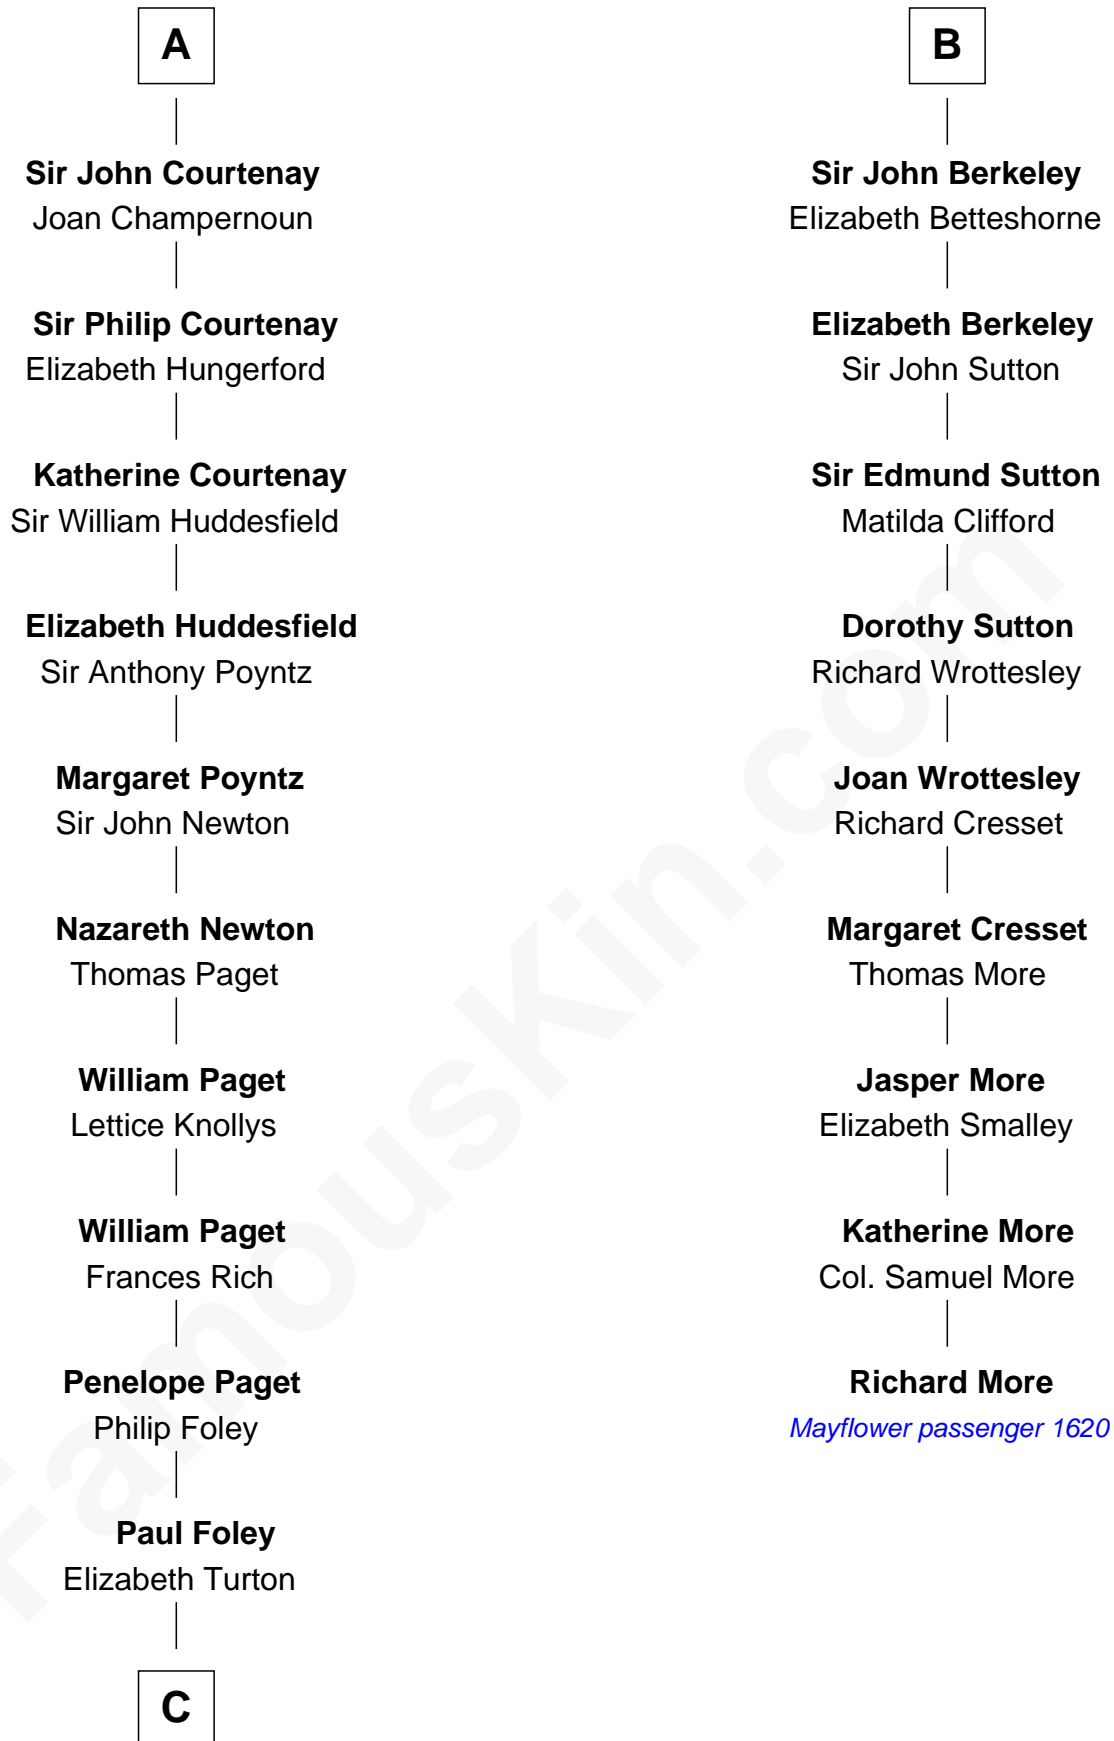 A
Sir John Courtenay
Joan Champernoun
Sir Philip Courtenay
Elizabeth Hungerford
Katherine Courtenay
Sir William Huddesfield
Elizabeth Huddesfield
Sir Anthony Poyntz
Margaret Poyntz
Sir John Newton
Nazareth Newton
Thomas Paget
William Paget
Lettice Knollys
William Paget
Frances Rich
Penelope Paget
Philip Foley
Paul Foley
Elizabeth Turton
C
B
Sir John Berkeley
Elizabeth Betteshorne
Elizabeth Berkeley
Sir John Sutton
Sir Edmund Sutton
Matilda Clifford
Dorothy Sutton
Richard Wrottesley
Joan Wrottesley
Richard Cresset
Margaret Cresset
Thomas More
Jasper More
Elizabeth Smalley
Katherine More
Col. Samuel More
Richard More
Mayflower passenger 1620
FamousKin.com